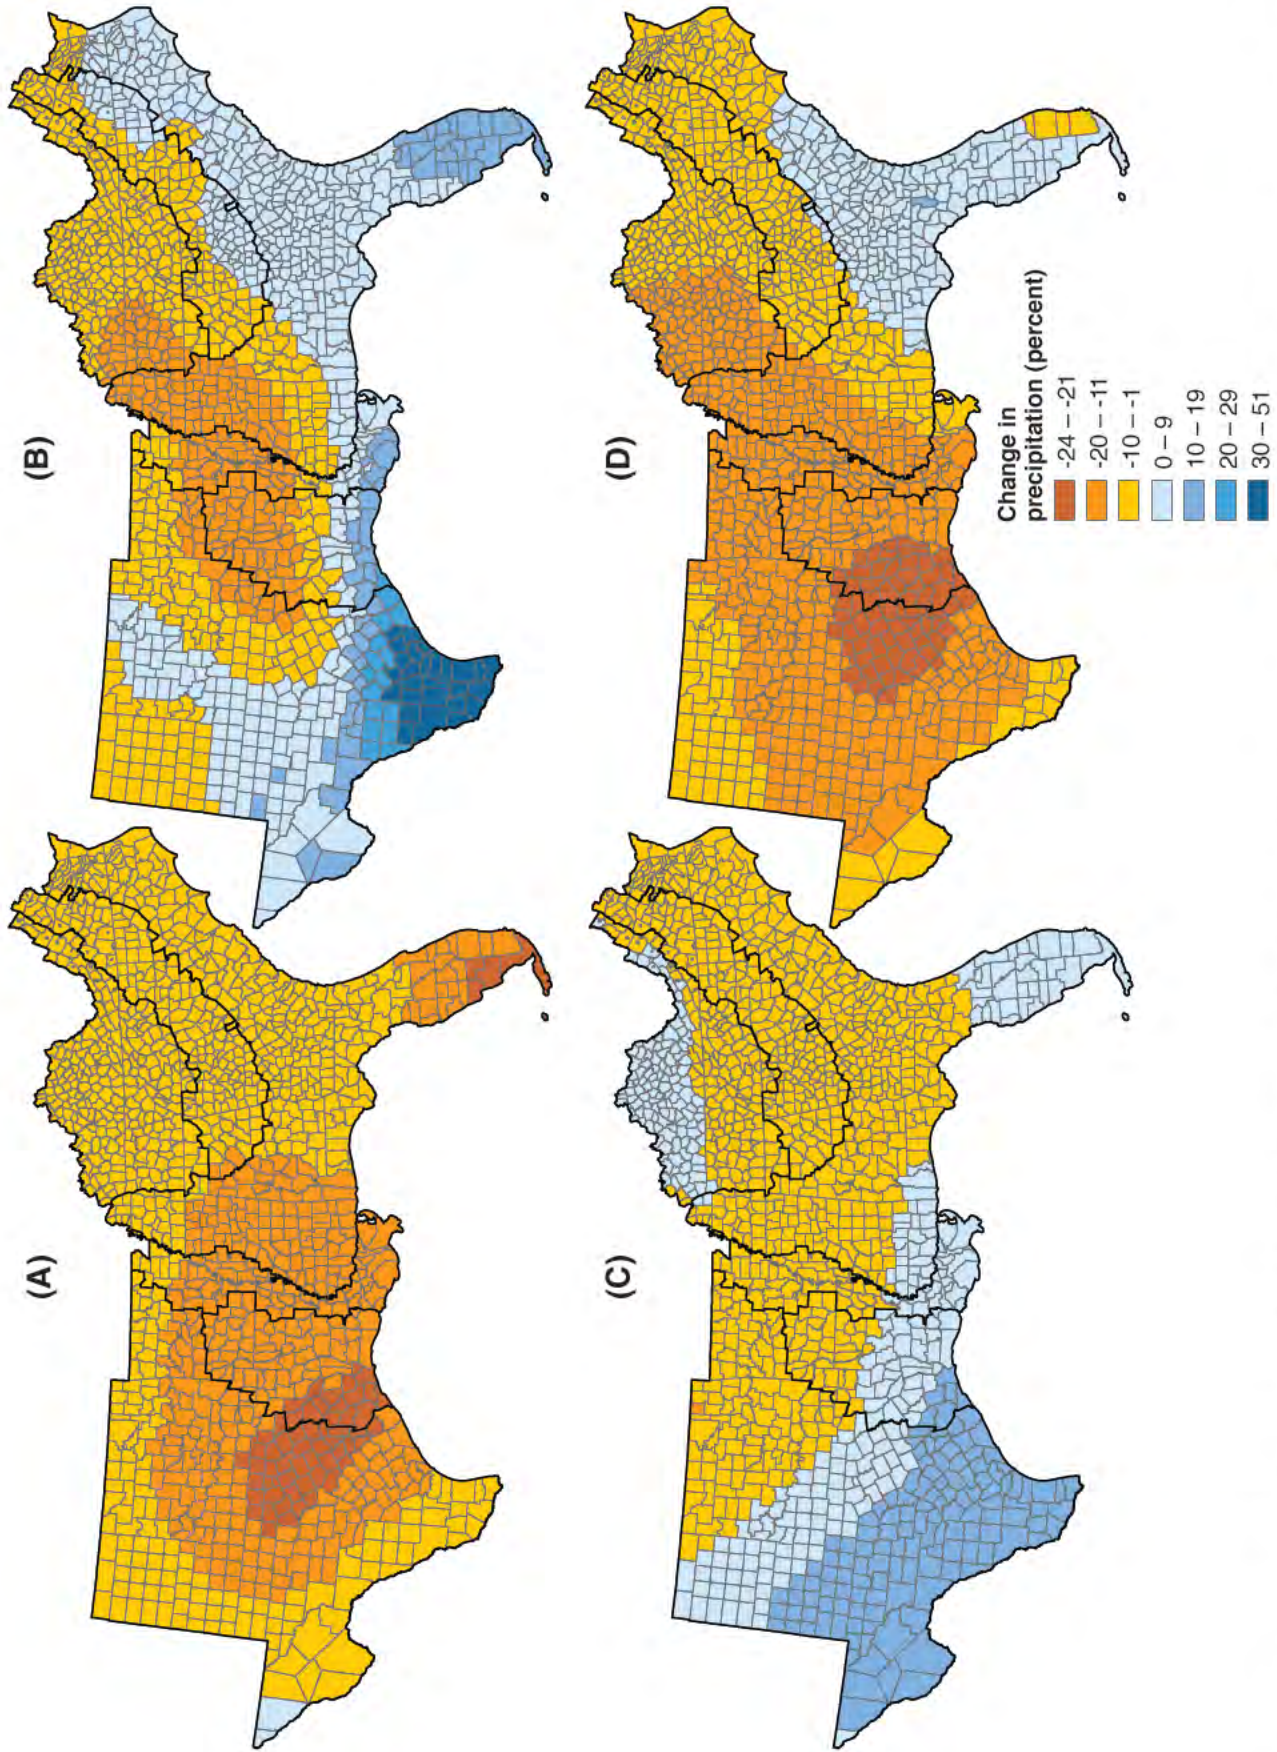 (A)
(B)
(C)
(D)
Change in
precipitation (percent)
-24 – -21
-20 – -11
-10 – -1
0 – 9
10 – 19
20 – 29
30 – 51